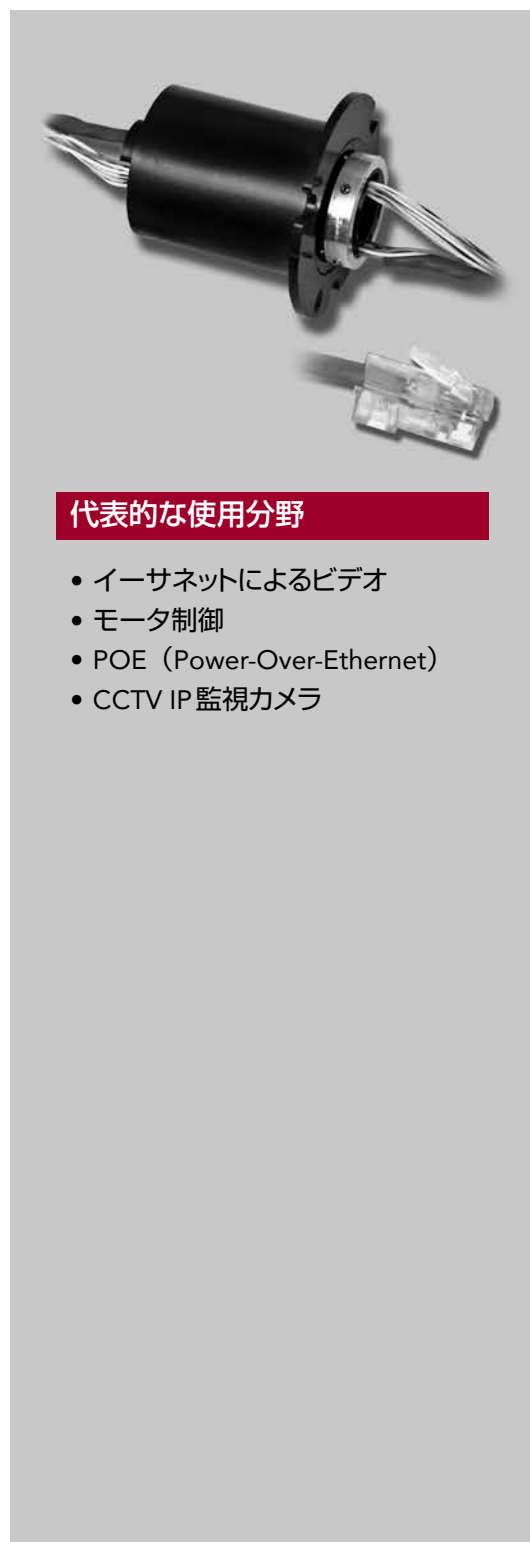 代表的な使用分野
• イーサネットによるビデオ
• モータ制御
• POE（Power-Over-Ethernet）
• CCTV IP監視カメラ